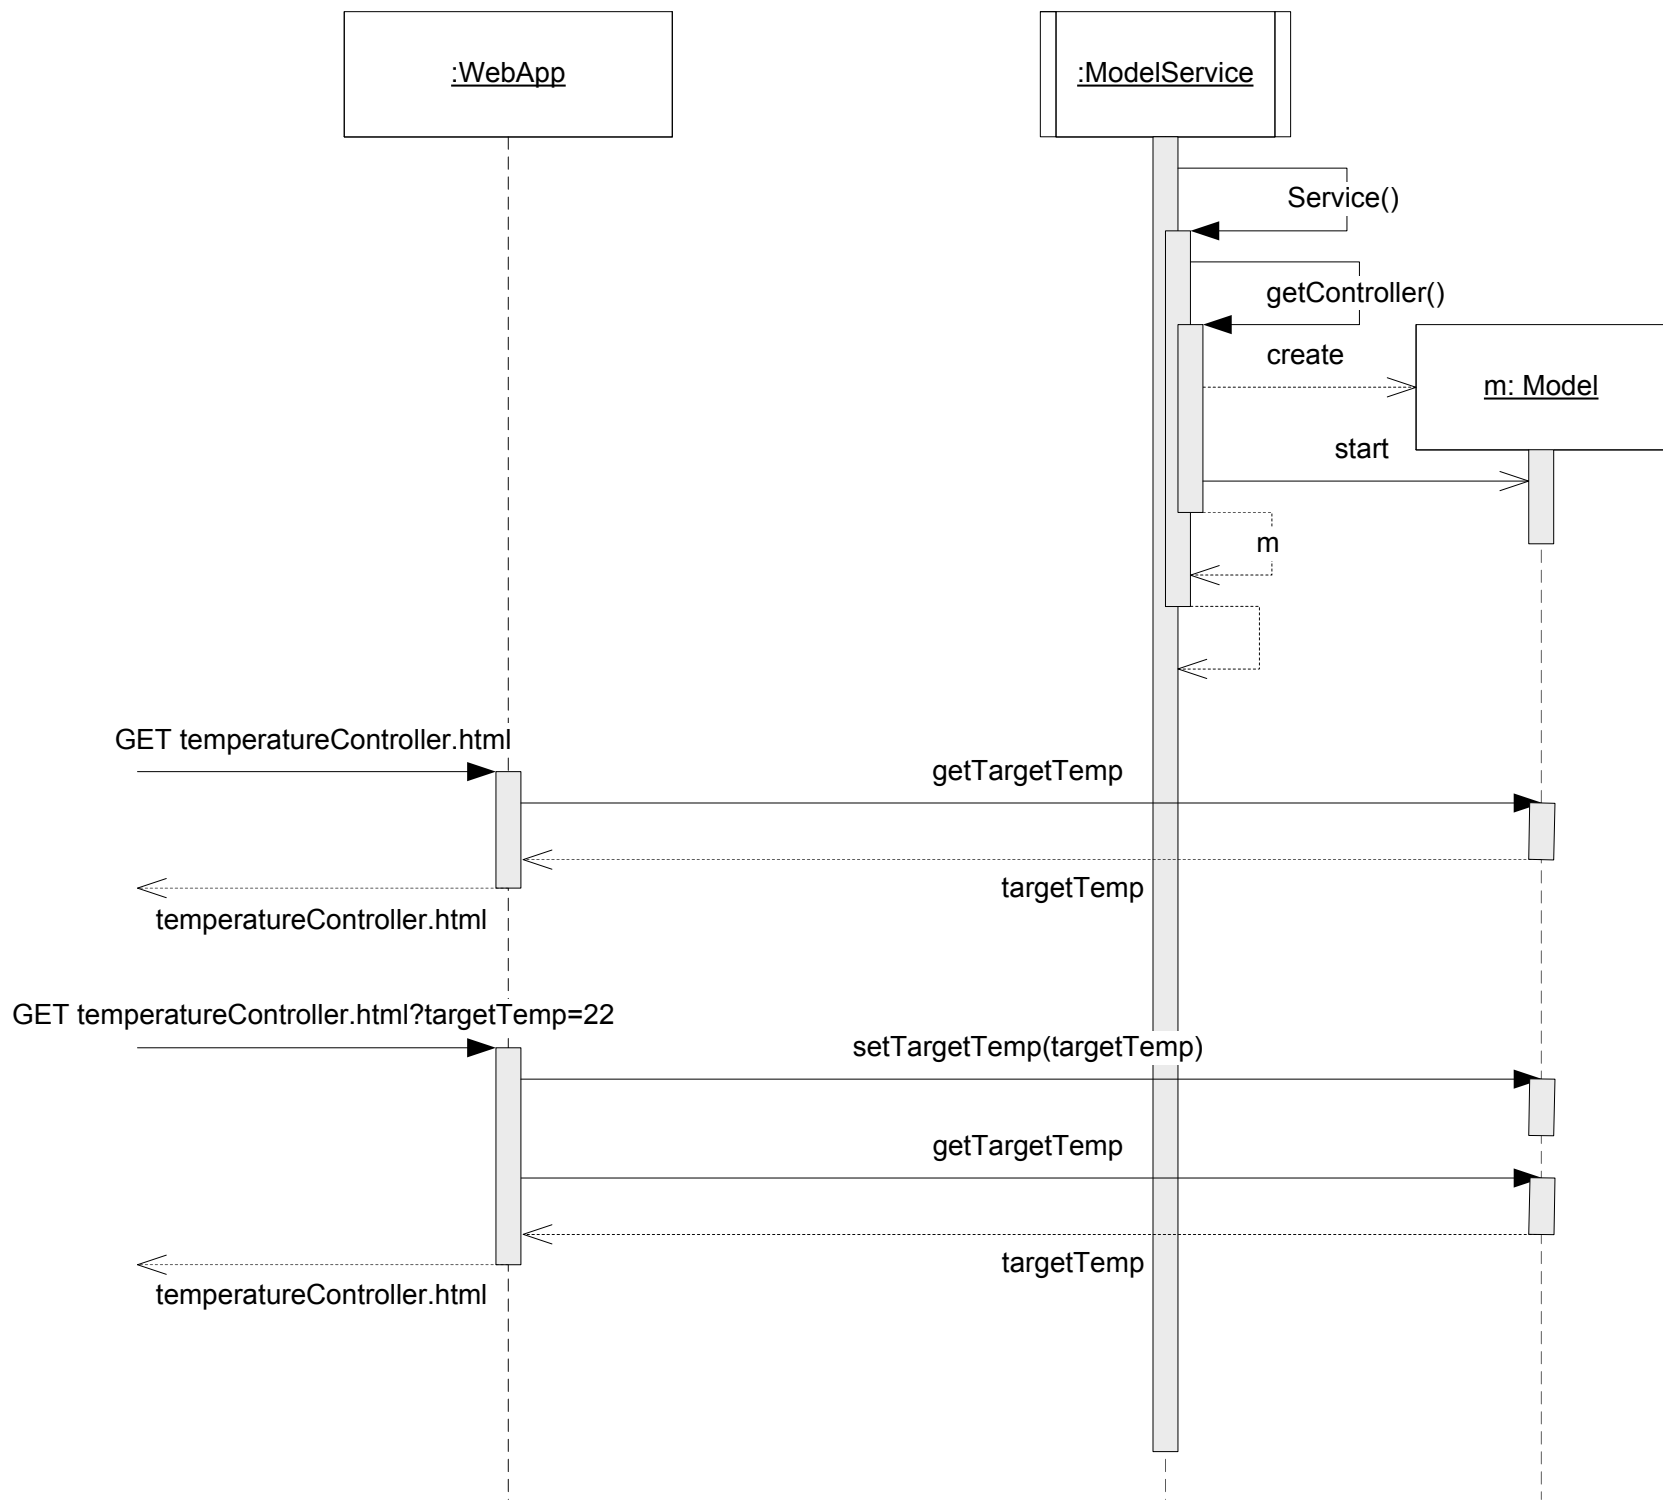 :WebApp
:ModelService
Service()
getController()
create
m: Model
start
m
GET temperatureController.html
getTargetTemp
targetTemp
temperatureController.html
GET temperatureController.html?targetTemp=22
setTargetTemp(targetTemp)
getTargetTemp
targetTemp
temperatureController.html